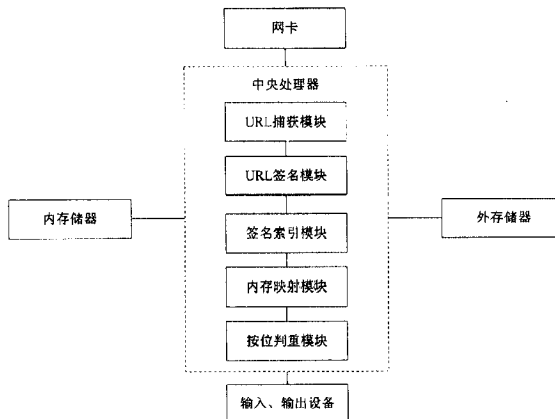 网卡
中央处理器
URL捕获模块
URL签名模块
内存储器
签名索引模块
外存储器
内存映射模块
按位判重模块
输入、输出设备